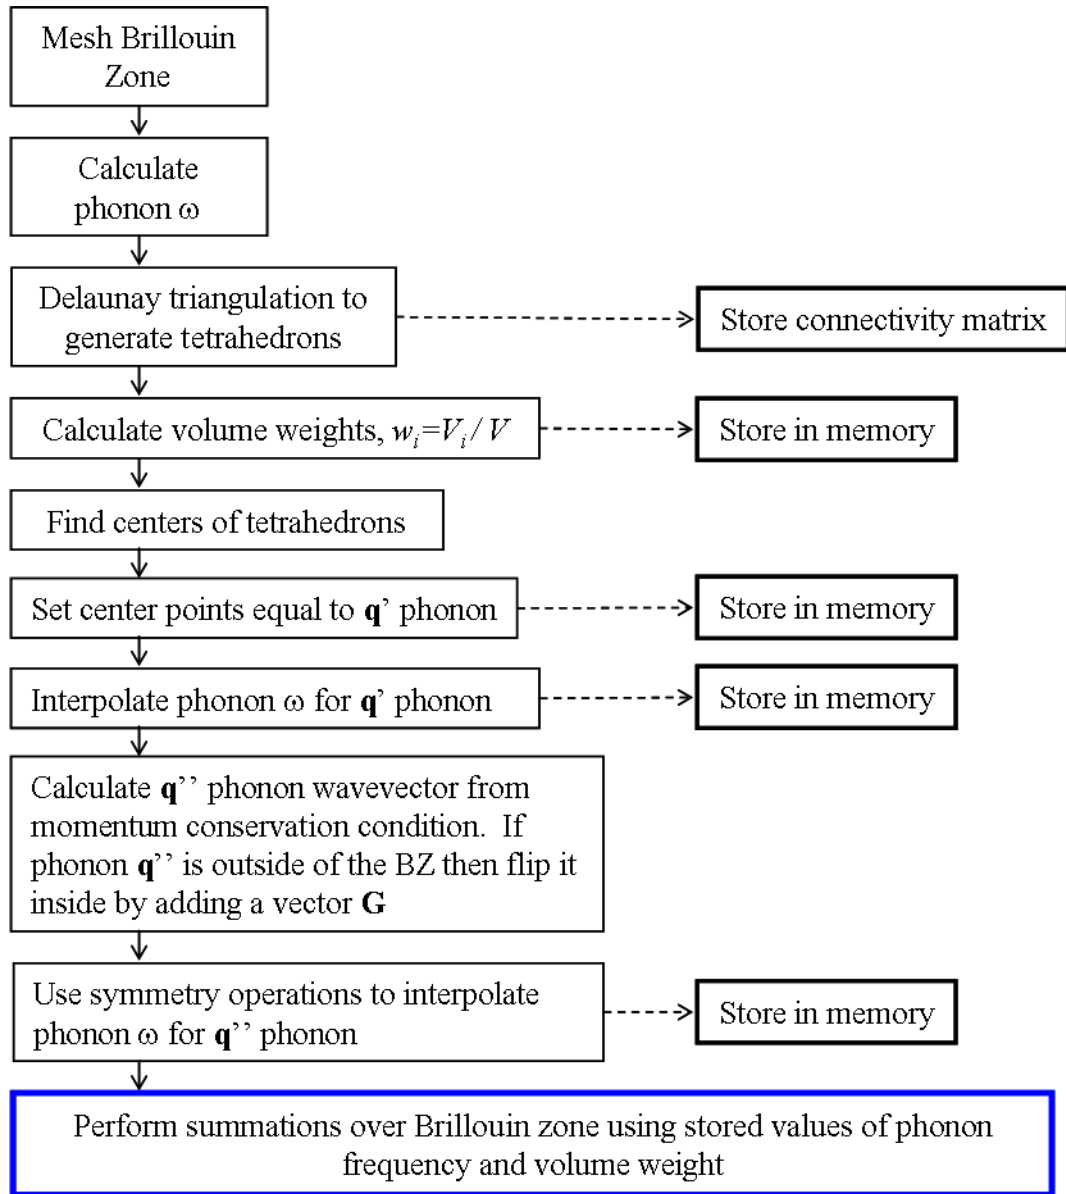 Mesh Brillouin
Zone
Calculate
phonon ω
Delaunay triangulation to
generate tetrahedrons
Store connectivity matrix
Calculate volume weights, wᵢ=Vᵢ/ V
Store in memory
Find centers of tetrahedrons
Set center points equal to q’ phonon
Store in memory
Interpolate phonon ω for q’ phonon
Store in memory
Calculate q’’ phonon wavevector from
momentum conservation condition.  If
phonon q’’ is outside of the BZ then flip it
inside by adding a vector G
Use symmetry operations to interpolate
phonon ω for q’’ phonon
Store in memory
Perform summations over Brillouin zone using stored values of phonon
frequency and volume weight